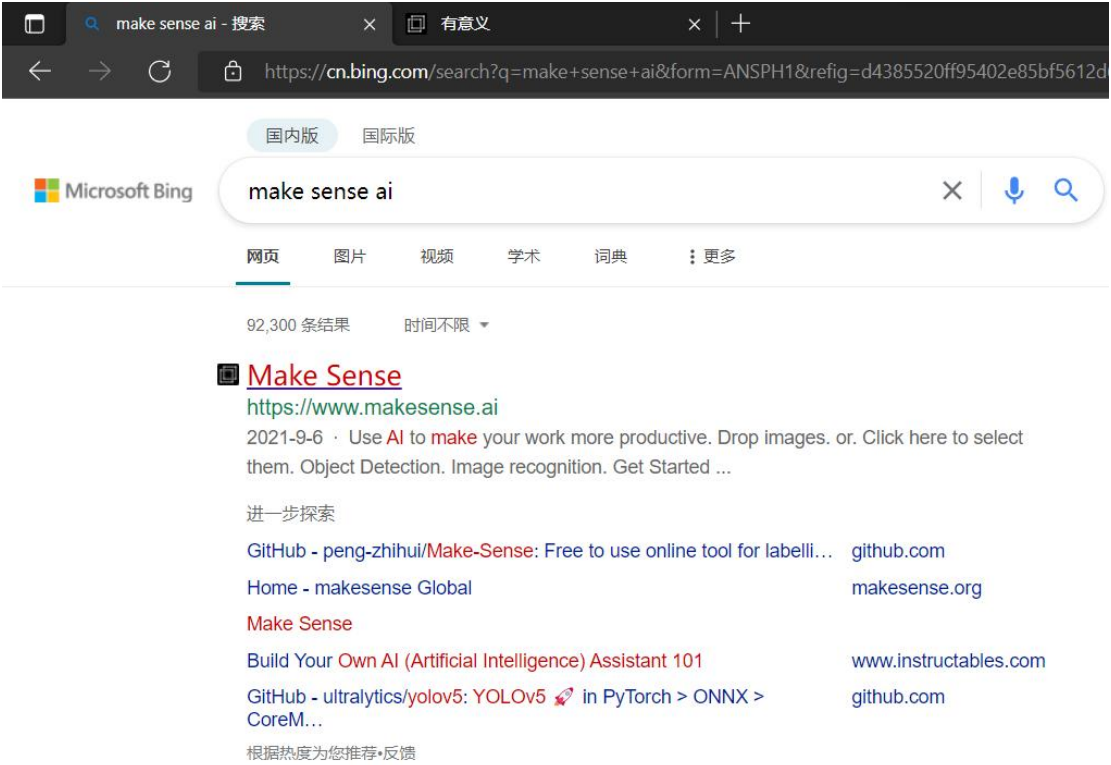 make sense ai - 搜索
有意义
https://cn.bing.com/search?q=make+sense+ai&form=ANSPH1&refig=d4385520ff95402e85bf5612d
国内版 国际版
Microsoft Bing
make sense ai
网页 图片 视频 学术 词典 更多
92,300 条结果 时间不限
Make Sense
https://www.makesense.ai
2021-9-6 · Use AI to make your work more productive. Drop images. or. Click here to select
them. Object Detection. Image recognition. Get Started ...
进一步探索
GitHub - peng-zhihui/Make-Sense: Free to use online tool for labelli… github.com
Home - makesense Global makesense.org
Make Sense
Build Your Own AI (Artificial Intelligence) Assistant 101 www.instructables.com
GitHub - ultralytics/yolov5: YOLOv5 🚀 in PyTorch > ONNX > github.com
CoreM…
根据热度为您推荐•反馈